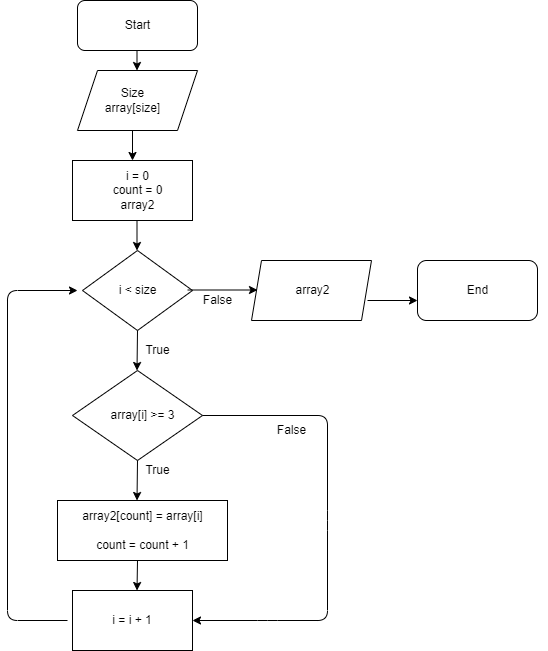 Start
Size
array[size]
i = 0
count = 0
array2
i < size
False
array2
End
True
array[i] >= 3
False
True
array2[count] = array[i]
count = count + 1
i = i + 1